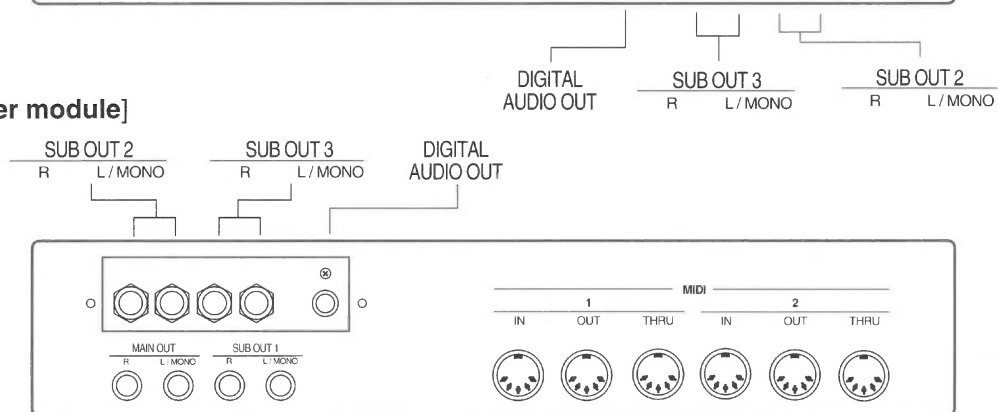 DIGITAL
AUDIO OUT
SUB OUT 3
R L / MONO
SUB OUT 2
R L / MONO
er module]
SUB OUT 2
R L / MONO
SUB OUT 3
R L / MONO
DIGITAL
AUDIO OUT
MIDI
1 2
IN OUT THRU IN OUT THRU
MAIN OUT SUB OUT 1
R L / MONO R L / MONO